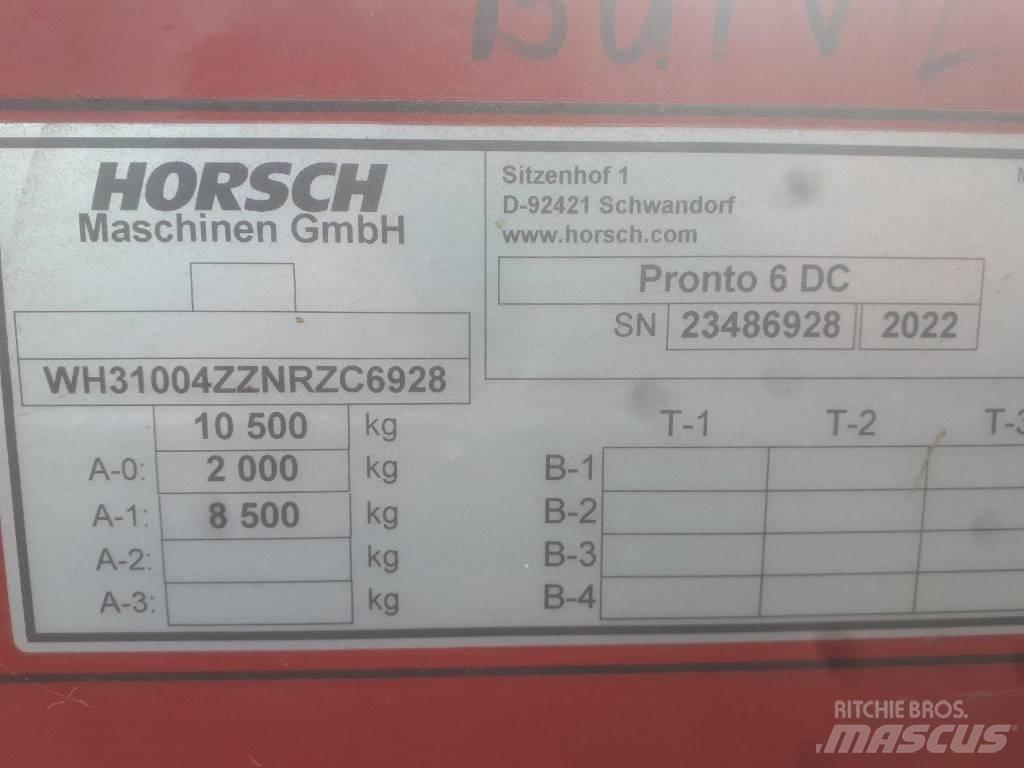 HORSCH
Maschinen GmbH
Sitzenhof 1
D-92421 Schwandorf
www.horsch.com
Pronto 6 DC
SN 23486928 2022
WH31004ZZNRZC6928
10 500 kg
A-0: 2 000 kg
A-1: 8 500 kg
A-2: kg
A-3: kg
T-1 T-2 T-3
B-1
B-2
B-3
B-4
RITCHIE BROS.
MASCUS